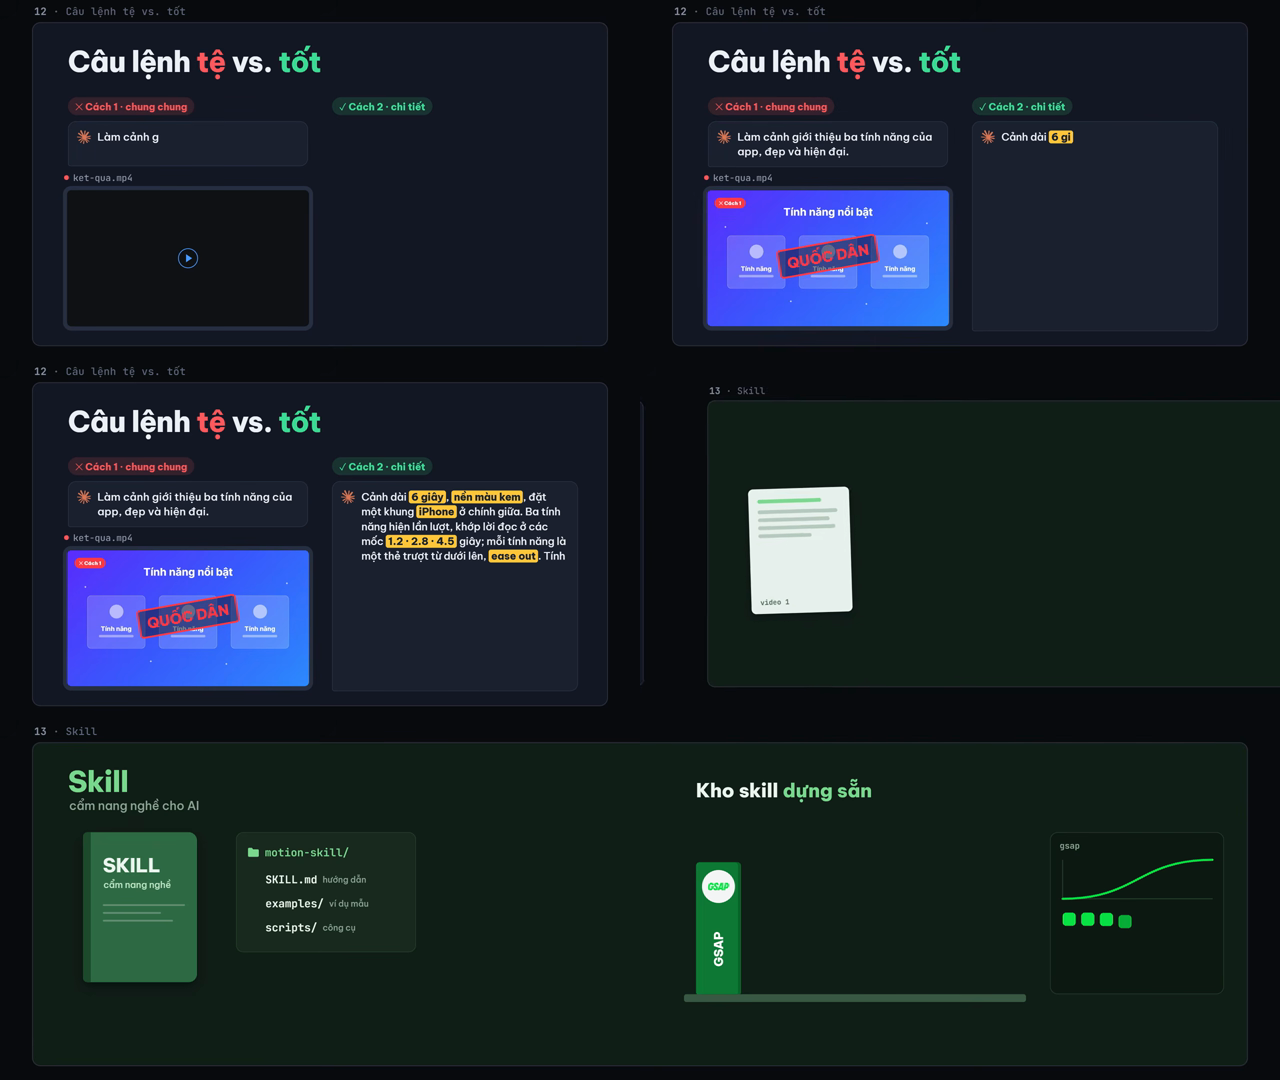 12 · Câu lệnh tệ vs. tốt
Câu lệnh tệ vs. tốt
× Cách 1 · chung chung
✓ Cách 2 · chi tiết
Làm cảnh g
ket-qua.mp4
12 · Câu lệnh tệ vs. tốt
Câu lệnh tệ vs. tốt
× Cách 1 · chung chung
✓ Cách 2 · chi tiết
Làm cảnh giới thiệu ba tính năng của
app, đẹp và hiện đại.
Cảnh dài 6 gi
ket-qua.mp4
× Cách 1
Tính năng nổi bật
QUỐC DÂN
Tính năng
Tính năng
Tính năng
12 · Câu lệnh tệ vs. tốt
Câu lệnh tệ vs. tốt
× Cách 1 · chung chung
✓ Cách 2 · chi tiết
Làm cảnh giới thiệu ba tính năng của
app, đẹp và hiện đại.
ket-qua.mp4
× Cách 1
Tính năng nổi bật
QUỐC DÂN
Tính năng
Tính năng
Tính năng
Cảnh dài 6 giây, nền màu kem, đặt
một khung iPhone ở chính giữa. Ba tính
năng hiện lần lượt, khớp lời đọc ở các
mốc 1.2 · 2.8 · 4.5 giây; mỗi tính năng là
một thẻ trượt từ dưới lên, ease out. Tính
13 · Skill
video 1
13 · Skill
Skill
cẩm nang nghề cho AI
SKILL
cẩm nang nghề
motion-skill/
SKILL.md hướng dẫn
examples/ ví dụ mẫu
scripts/ công cụ
Kho skill dựng sẵn
GSAP
GSAP
gsap